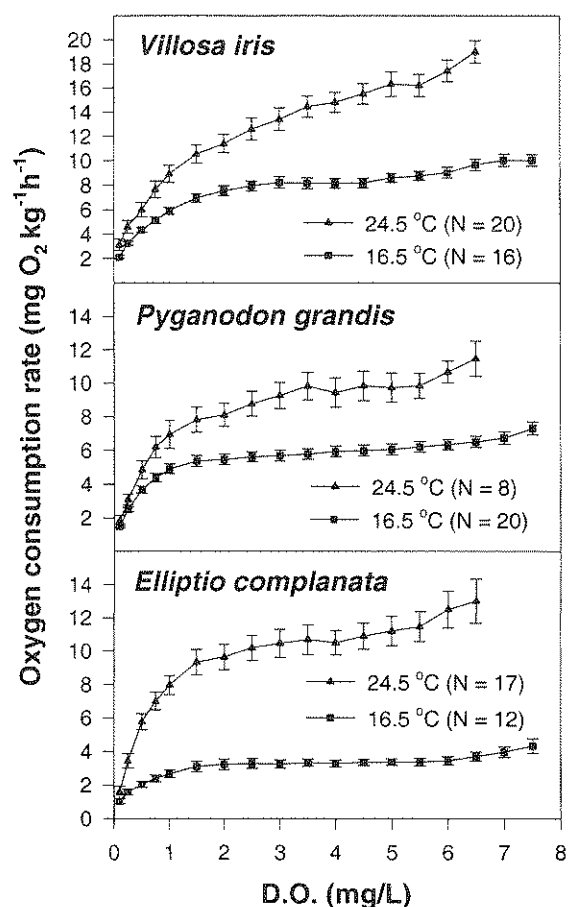 Oxygen consumption rate (mg O₂ kg⁻¹h⁻¹)
Villosa iris
20
18
16
14
12
10
8
6
4
2
24.5 °C (N = 20)
16.5 °C (N = 16)
Pyganodon grandis
14
12
10
8
6
4
2
24.5 °C (N = 8)
16.5 °C (N = 20)
Elliptio complanata
14
12
10
8
6
4
2
0
24.5 °C (N = 17)
16.5 °C (N = 12)
0 1 2 3 4 5 6 7 8
D.O. (mg/L)